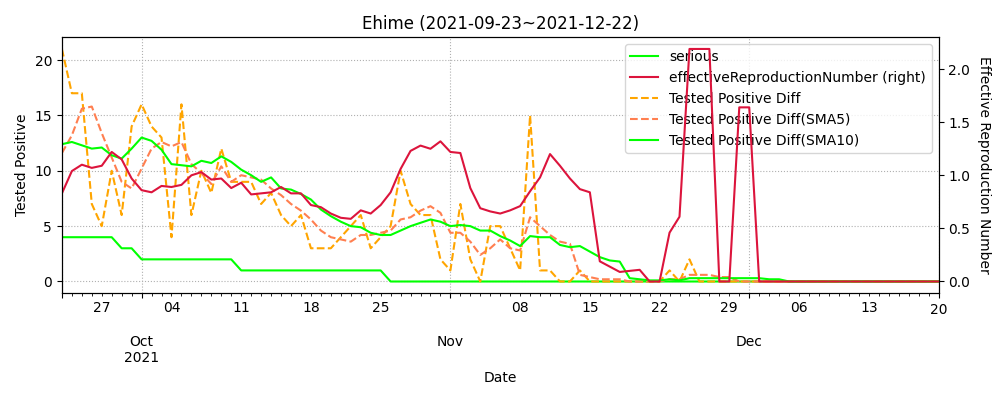 Ehime (2021-09-23~2021-12-22)
serious
effectiveReproductionNumber (right)
Tested Positive Diff
Tested Positive Diff(SMA5)
Tested Positive Diff(SMA10)
Tested Positive
20
15
10
5
0
Effective Reproduction Number
2.0
1.5
1.0
0.5
0.0
27 04 11 18 25 08 15 22 29 06 13 20
Oct Nov Dec
2021
Date